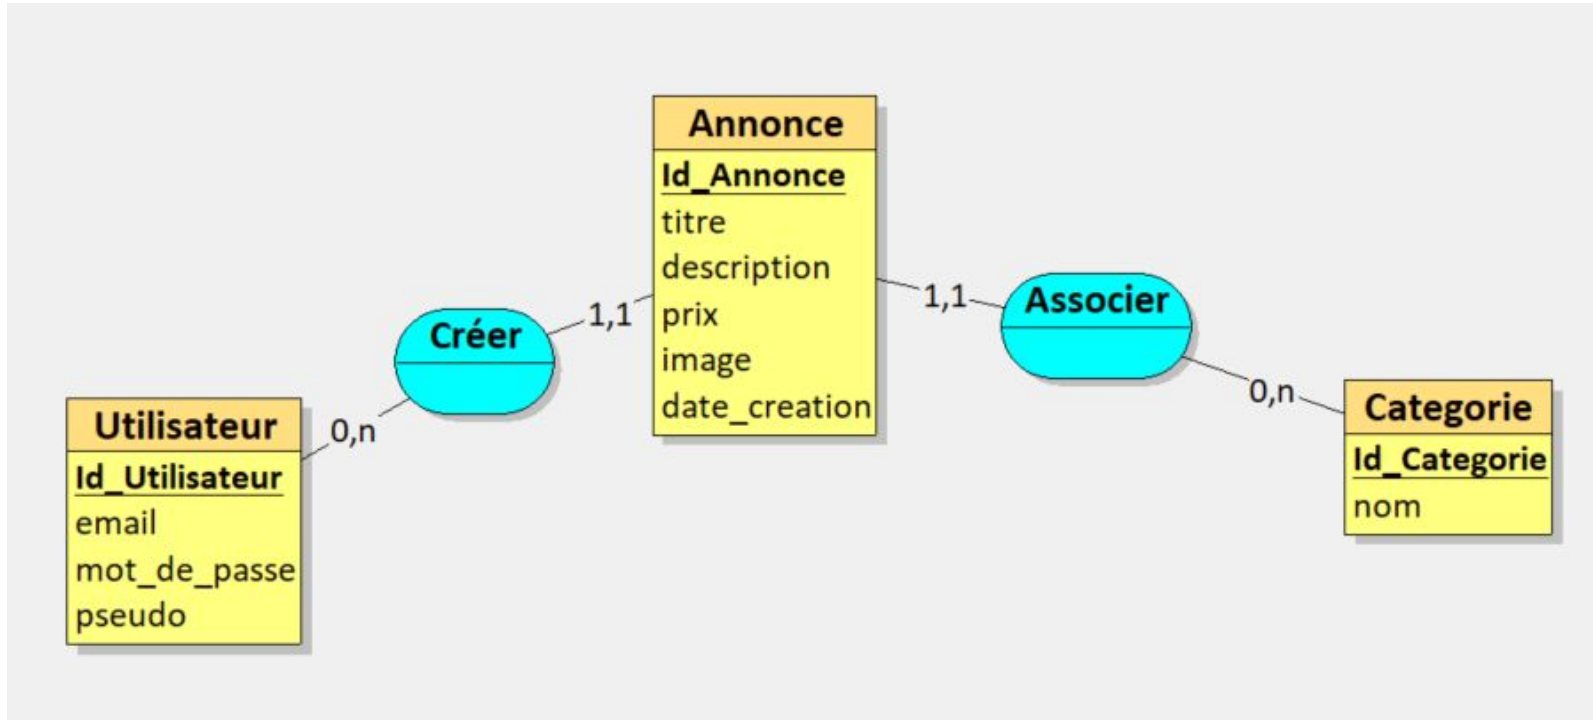 Annonce
Id_Annonce
titre
description
prix
image
date_creation
Créer
1,1
0,n
Utilisateur
Id_Utilisateur
email
mot_de_passe
pseudo
1,1
Associer
0,n
Categorie
Id_Categorie
nom